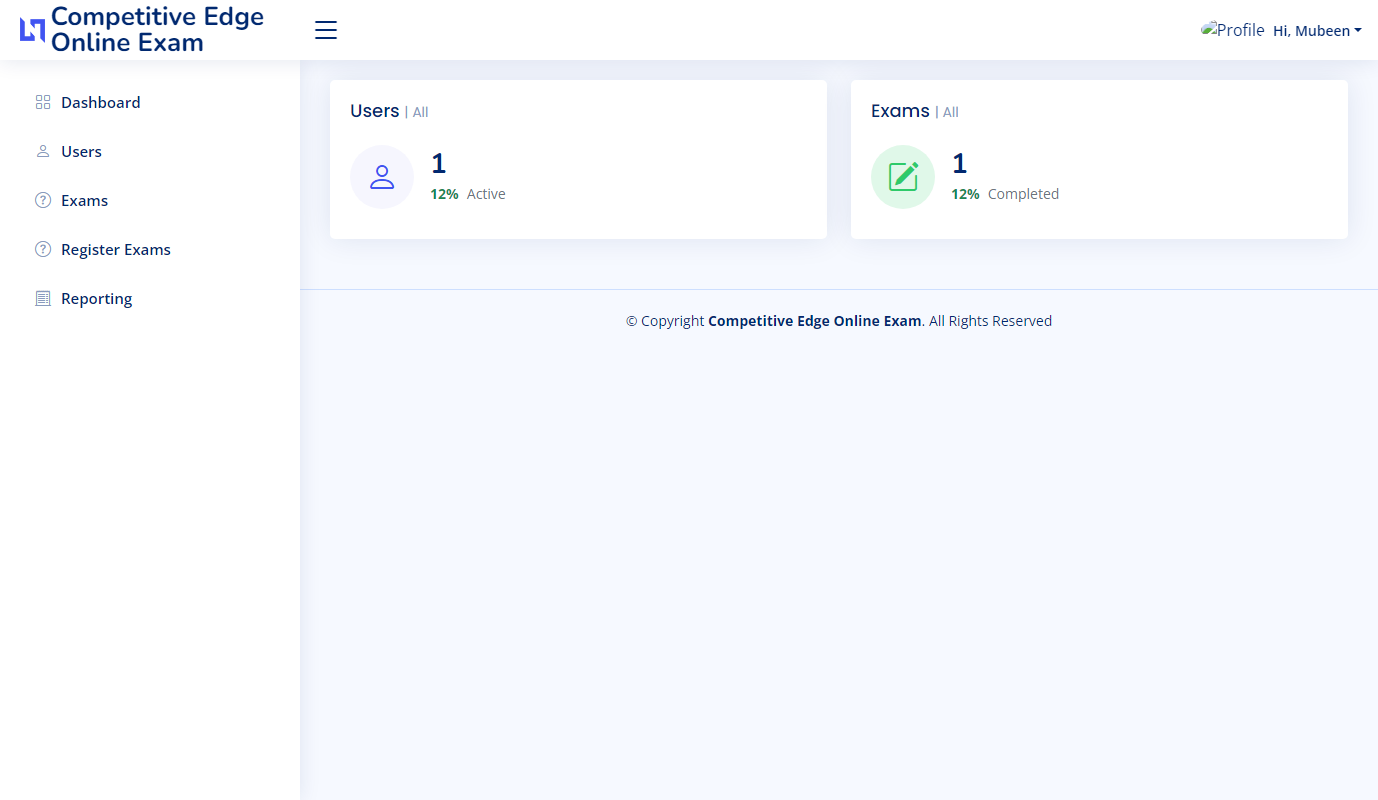 Competitive Edge
Online Exam
Profile Hi, Mubeen
Dashboard
Users
Exams
Register Exams
Reporting
Users | All
1
12% Active
Exams | All
1
12% Completed
© Copyright Competitive Edge Online Exam. All Rights Reserved